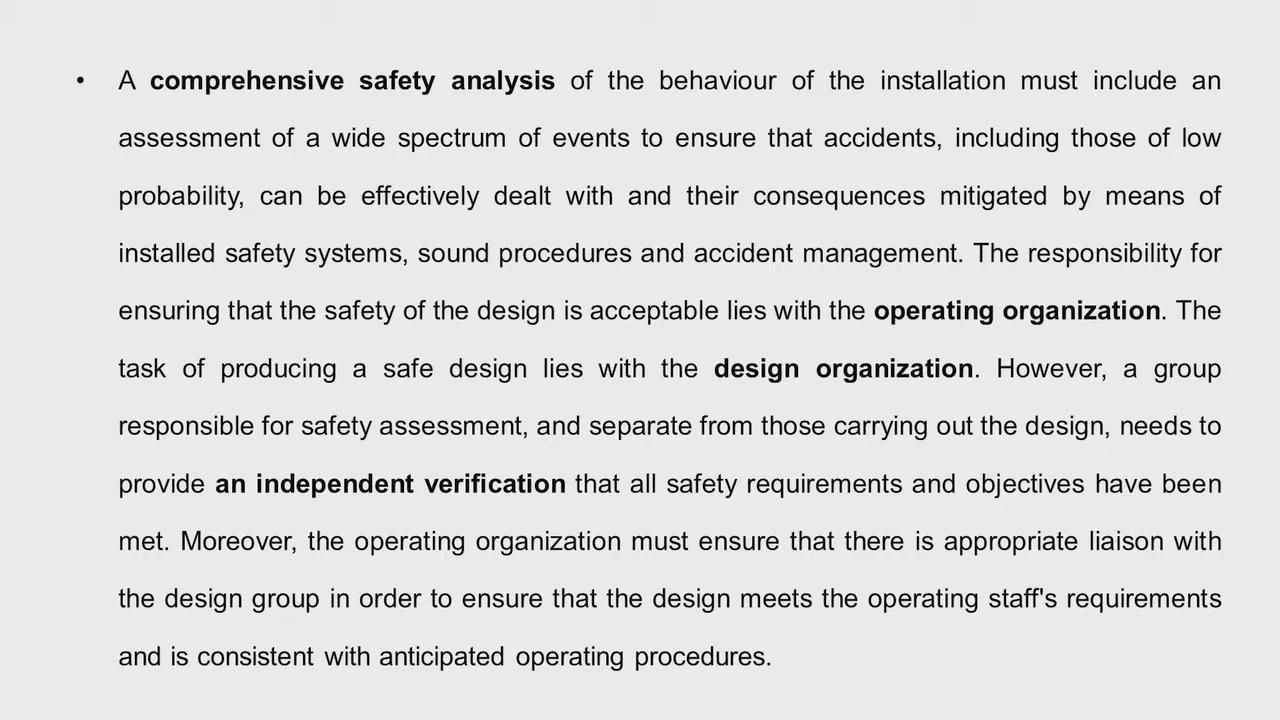 • A comprehensive safety analysis of the behaviour of the installation must include an
assessment of a wide spectrum of events to ensure that accidents, including those of low
probability, can be effectively dealt with and their consequences mitigated by means of
installed safety systems, sound procedures and accident management. The responsibility for
ensuring that the safety of the design is acceptable lies with the operating organization. The
task of producing a safe design lies with the design organization. However, a group
responsible for safety assessment, and separate from those carrying out the design, needs to
provide an independent verification that all safety requirements and objectives have been
met. Moreover, the operating organization must ensure that there is appropriate liaison with
the design group in order to ensure that the design meets the operating staff's requirements
and is consistent with anticipated operating procedures.